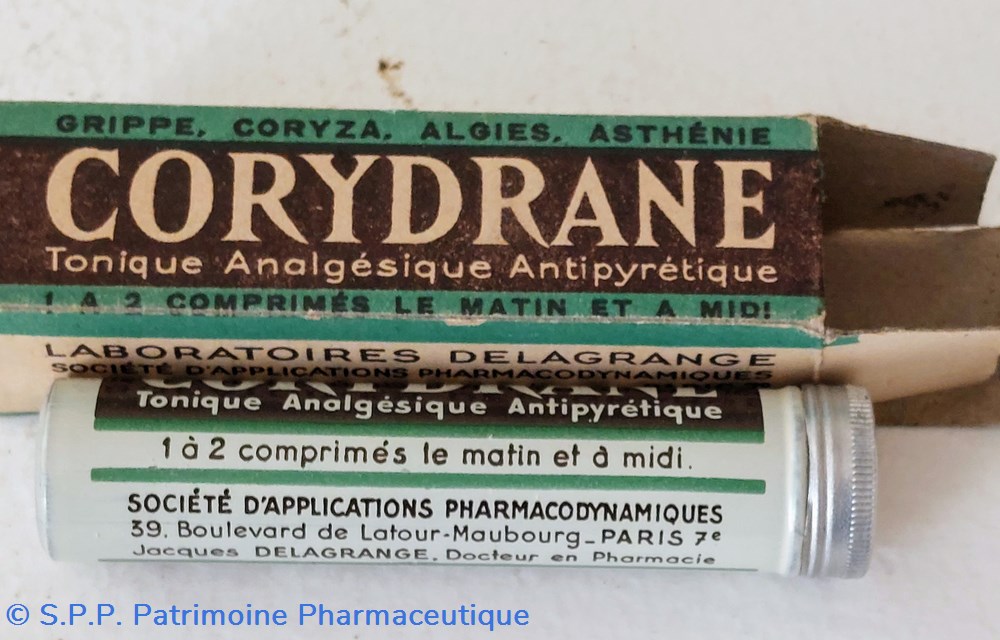 GRIPPE, CORYZA, ALGIES, ASTHÉNIE
CORYDRANE
Tonique Analgésique Antipyrétique
1 A 2 COMPRIMÉS LE MATIN ET A MIDI
LABORATOIRES DELAGRANGE
SOCIÉTÉ D'APPLICATIONS PHARMACODYNAMIQUES
CORYDRANE
Tonique Analgésique Antipyrétique
1 à 2 comprimés le matin et à midi.
SOCIÉTÉ D'APPLICATIONS PHARMACODYNAMIQUES
39, Boulevard de Latour-Maubourg_PARIS 7e
Jacques DELAGRANGE, Docteur en Pharmacie
© S.P.P. Patrimoine Pharmaceutique